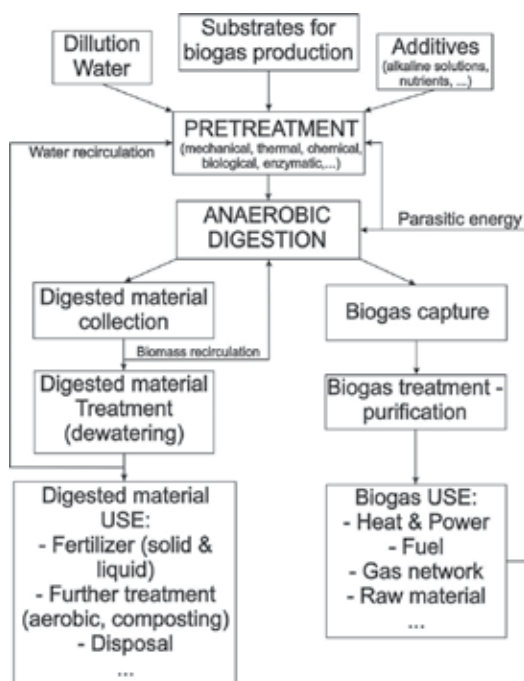 Dillution
Water
Substrates for
biogas production
Additives
(alkaline solutions,
nutrients, ...)
PRETREATMENT
(mechanical, thermal, chemical,
biological, enzymatic,...)
Water recirculation
ANAEROBIC
DIGESTION
Parasitic energy
Digested material
collection
Biogas capture
Biomass recirculation
Digested material
Treatment
(dewatering)
Biogas treatment -
purification
Digested material
USE:
- Fertilizer (solid &
liquid)
- Further treatment
(aerobic, composting)
- Disposal
...
Biogas USE:
- Heat & Power
- Fuel
- Gas network
- Raw material
...